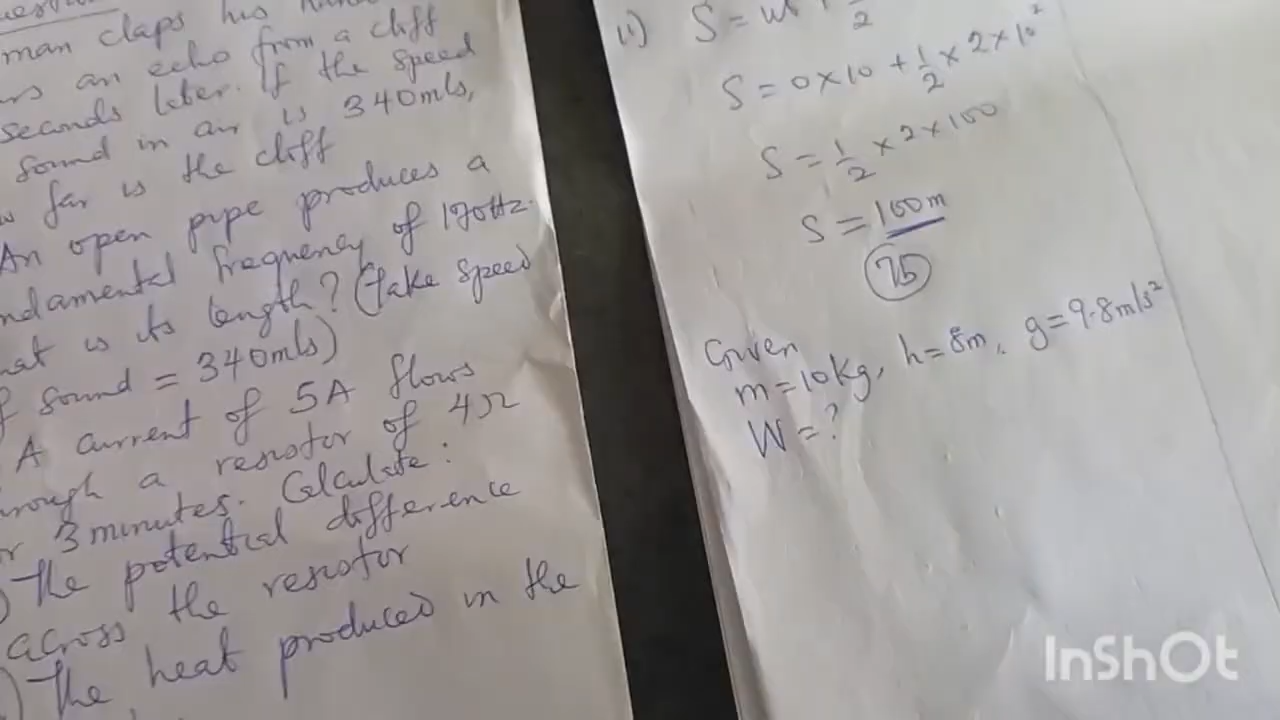 man claps his
an echo from a cliff
seconds later. If the speed
sound in air is 340m/s,
far is the cliff
An open pipe produces a
frequency of 170Hz.
is its length? (Take speed
sound = 340m/s)
A current of 5A flows
a resistor of 4Ω
3 minutes. Calculate:
The potential difference
across the resistor
The heat produced in the
ii) S =
S = 0×10 + 1/2 × 2×10²
S = 1/2 × 2×100
S = 100m
25
Given
m=10kg, h=8m, g=9.8m/s²
W=?
InShOt